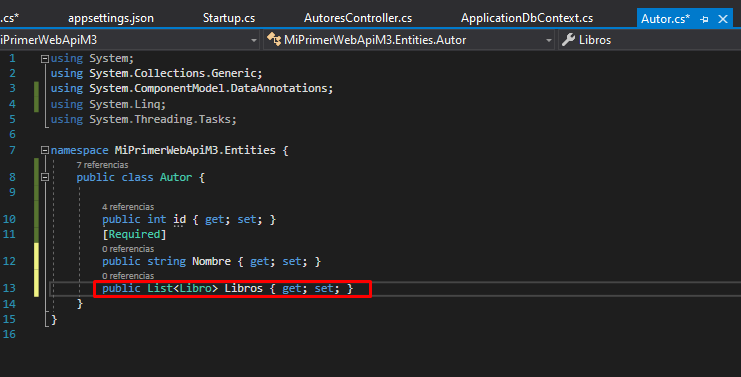 .cs* appsettings.json Startup.cs AutoresController.cs ApplicationDbContext.cs Autor.cs*
iPrimerWebApiM3 MiPrimerWebApiM3.Entities.Autor Libros
1 using System;
2 using System.Collections.Generic;
3 using System.ComponentModel.DataAnnotations;
4 using System.Linq;
5 using System.Threading.Tasks;
6
7 namespace MiPrimerWebApiM3.Entities {
7 referencias
8 public class Autor {
9
4 referencias
10 public int id { get; set; }
11 [Required]
0 referencias
12 public string Nombre { get; set; }
0 referencias
13 public List<Libro> Libros { get; set; }
14 }
15 }
16